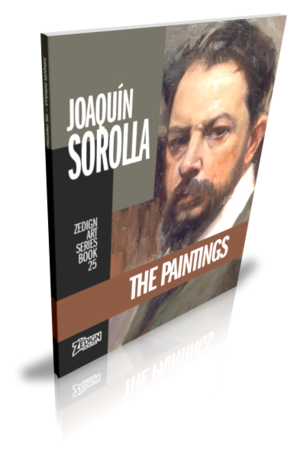 JOAQUÍN
SOROLLA
ZEDIGN
ART
SERIES
BOOK
25
THE PAINTINGS
ZEDIGN